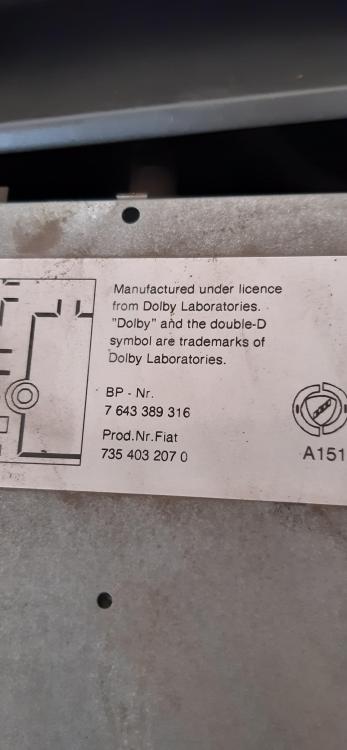 Manufactured under licence
from Dolby Laboratories.
"Dolby" and the double-D
symbol are trademarks of
Dolby Laboratories.
BP - Nr.
7 643 389 316
Prod.Nr.Fiat
735 403 207 0
A151